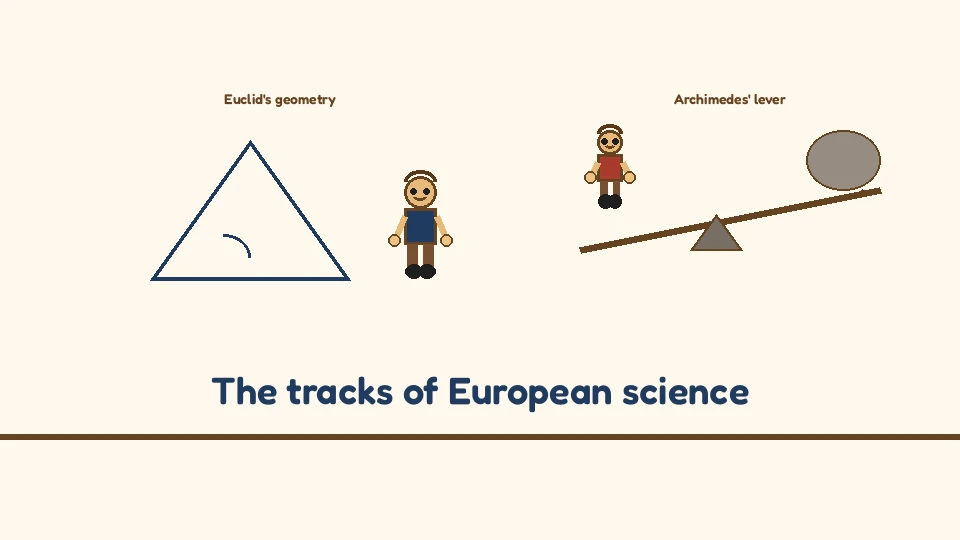 Euclid's geometry
Archimedes' lever
The tracks of European science